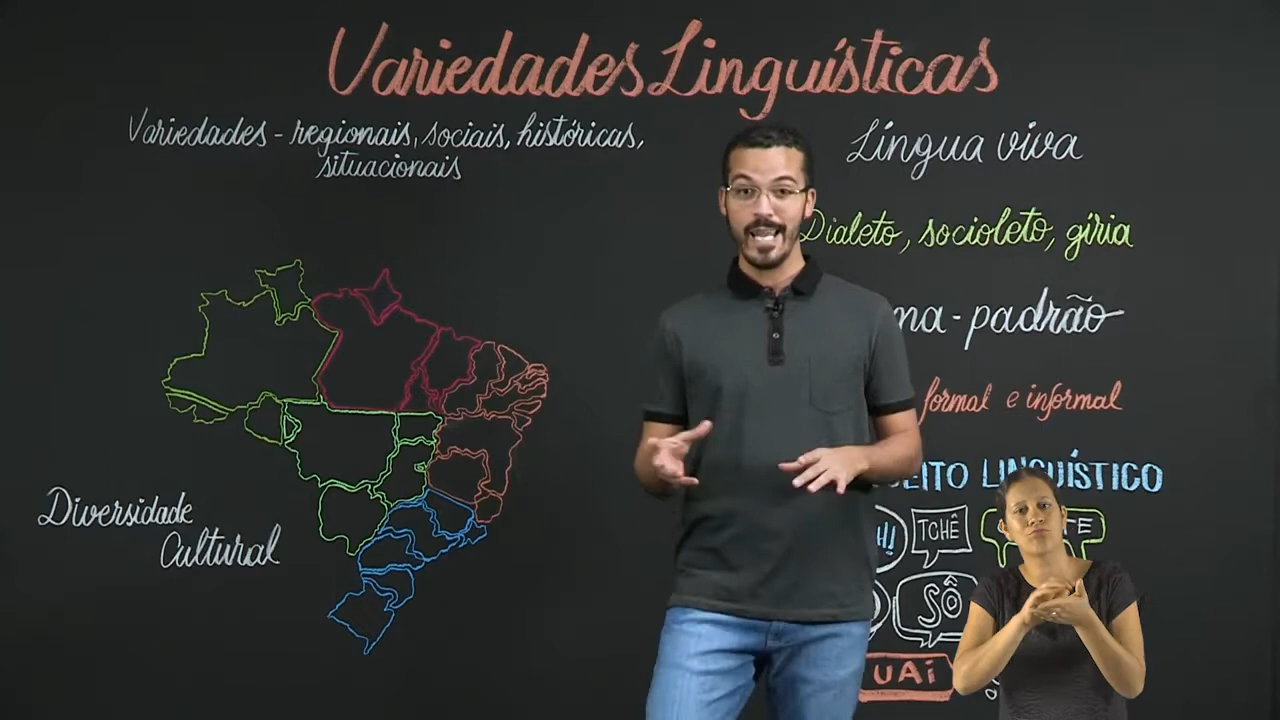 Variedades Linguísticas
Variedades - regionais, sociais, históricas,
situacionais
Língua viva
Dialeto, socioleto, gíria
ma-padrão
formal e informal
EITO LINGUÍSTICO
Diversidade
Cultural
H!
TCHÊ
TE
SÔ
UAi